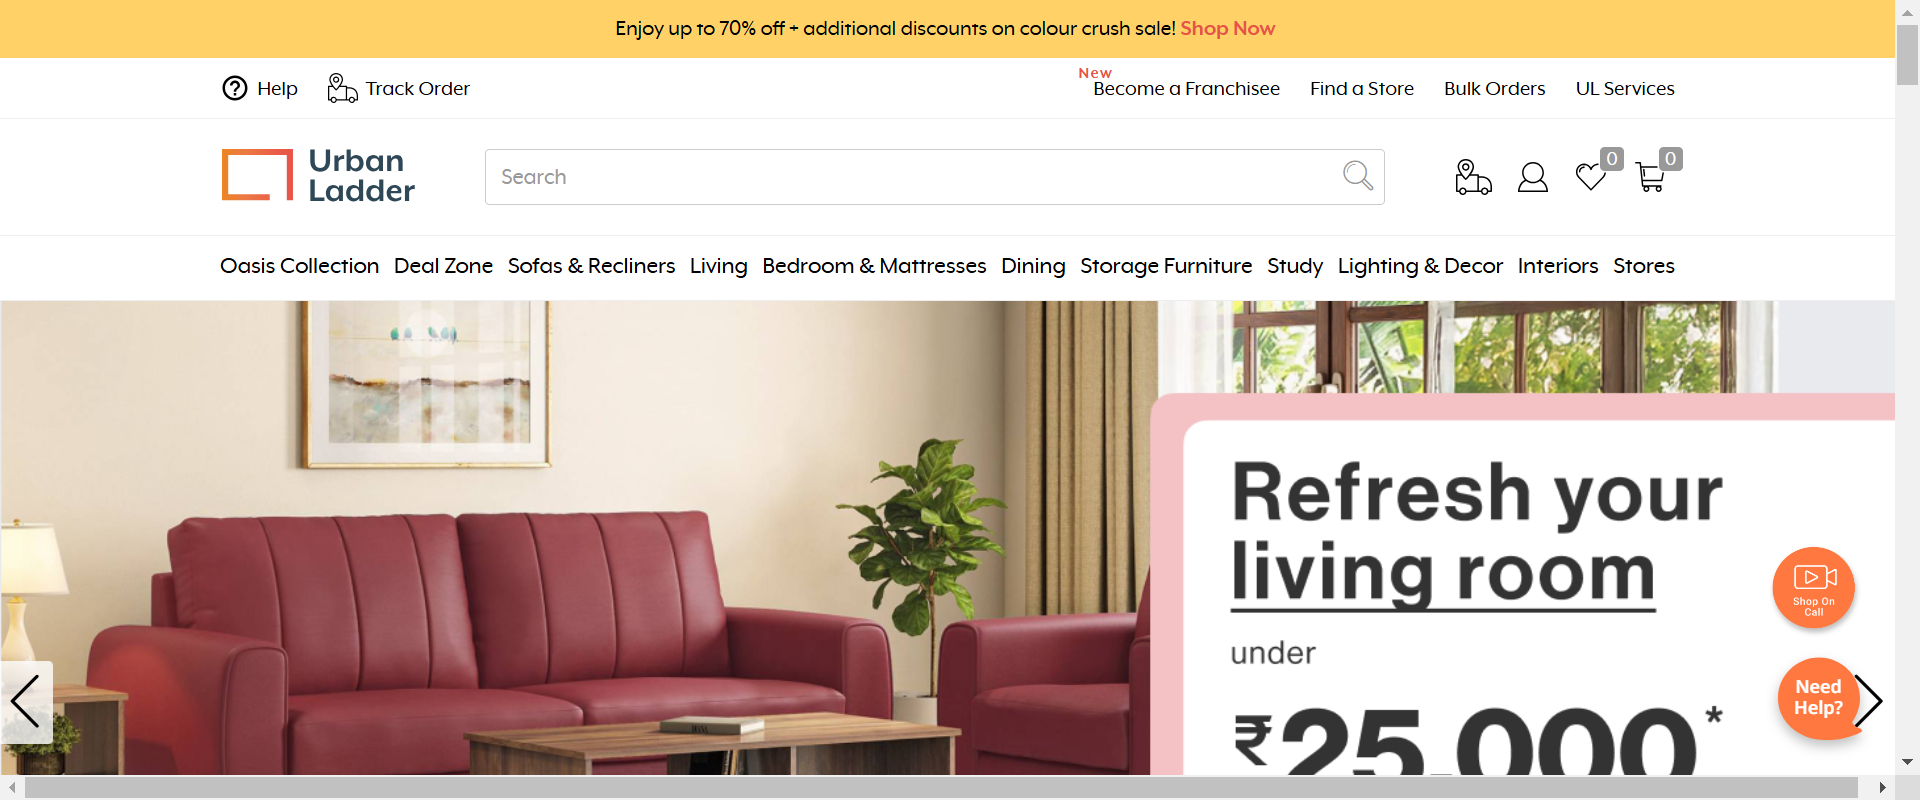 Enjoy up to 70% off + additional discounts on colour crush sale! Shop Now
Help
Track Order
New
Become a Franchisee
Find a Store
Bulk Orders
UL Services
Urban
Ladder
Search
0
0
Oasis Collection
Deal Zone
Sofas & Recliners
Living
Bedroom & Mattresses
Dining
Storage Furniture
Study
Lighting & Decor
Interiors
Stores
Refresh your
living room
under
₹25,000*
Shop On
Call
Need
Help?